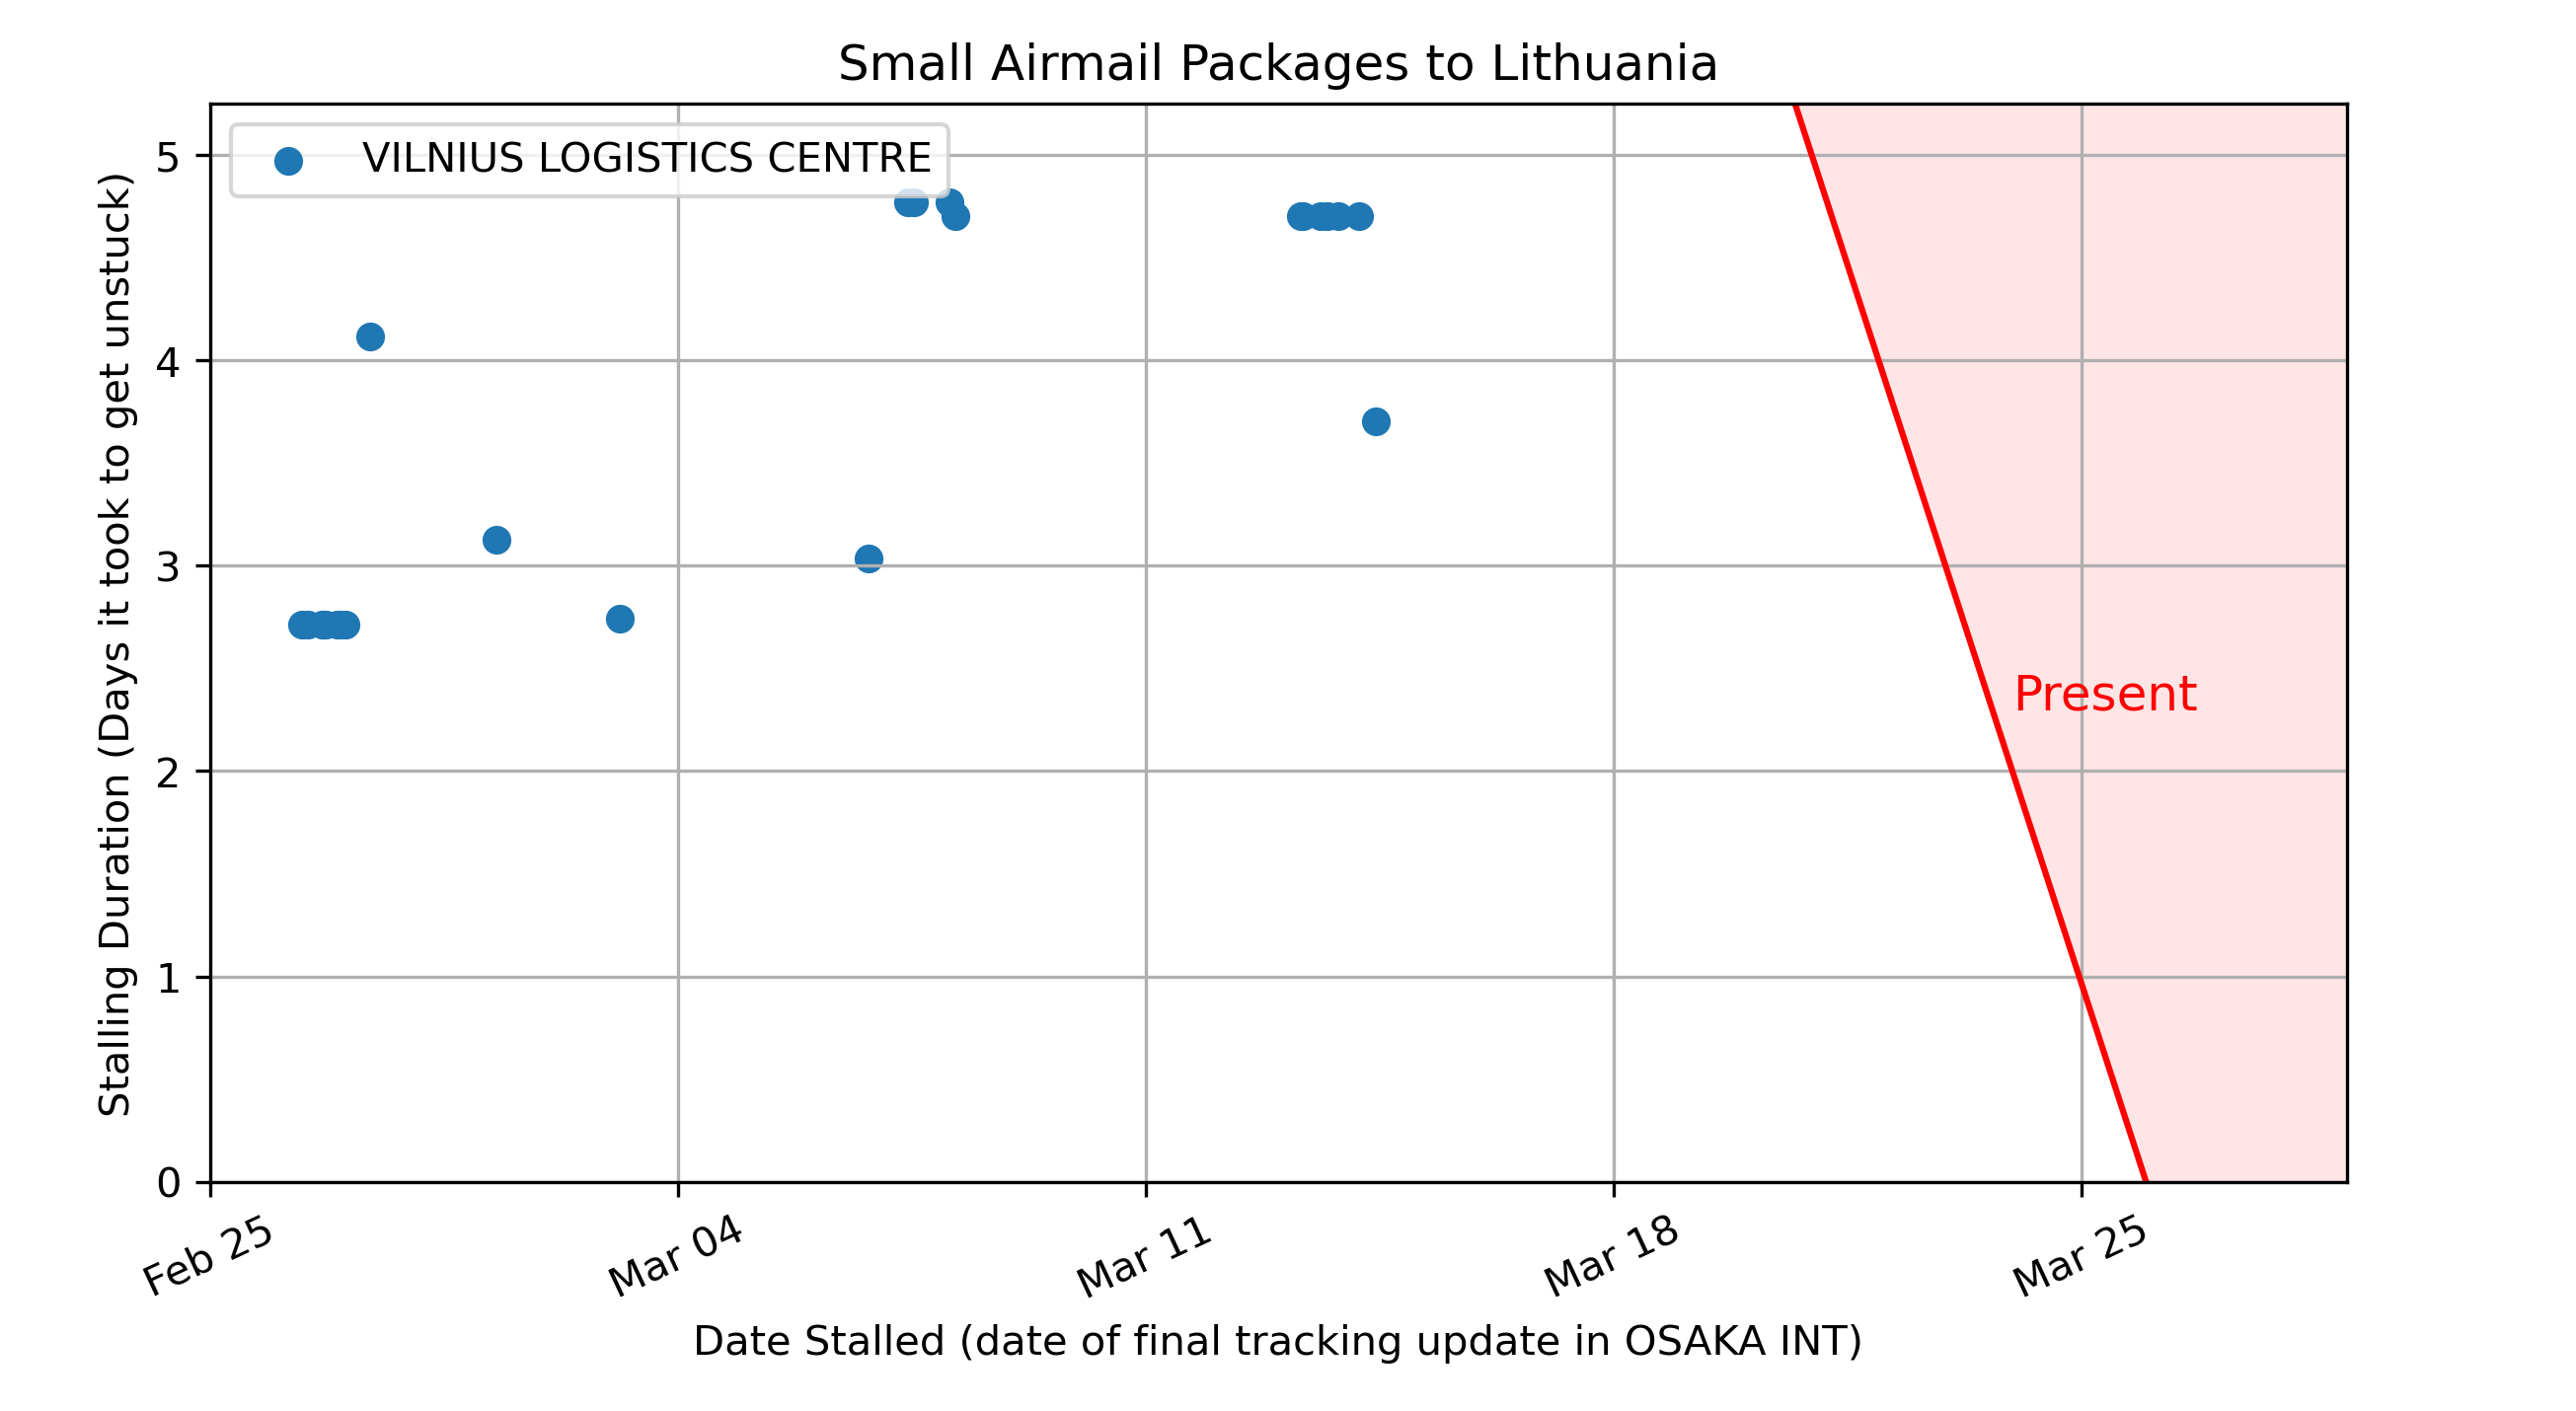 Small Airmail Packages to Lithuania
VILNIUS LOGISTICS CENTRE
Stalling Duration (Days it took to get unstuck)
5
4
3
2
1
0
Present
Feb 25
Mar 04
Mar 11
Mar 18
Mar 25
Date Stalled (date of final tracking update in OSAKA INT)